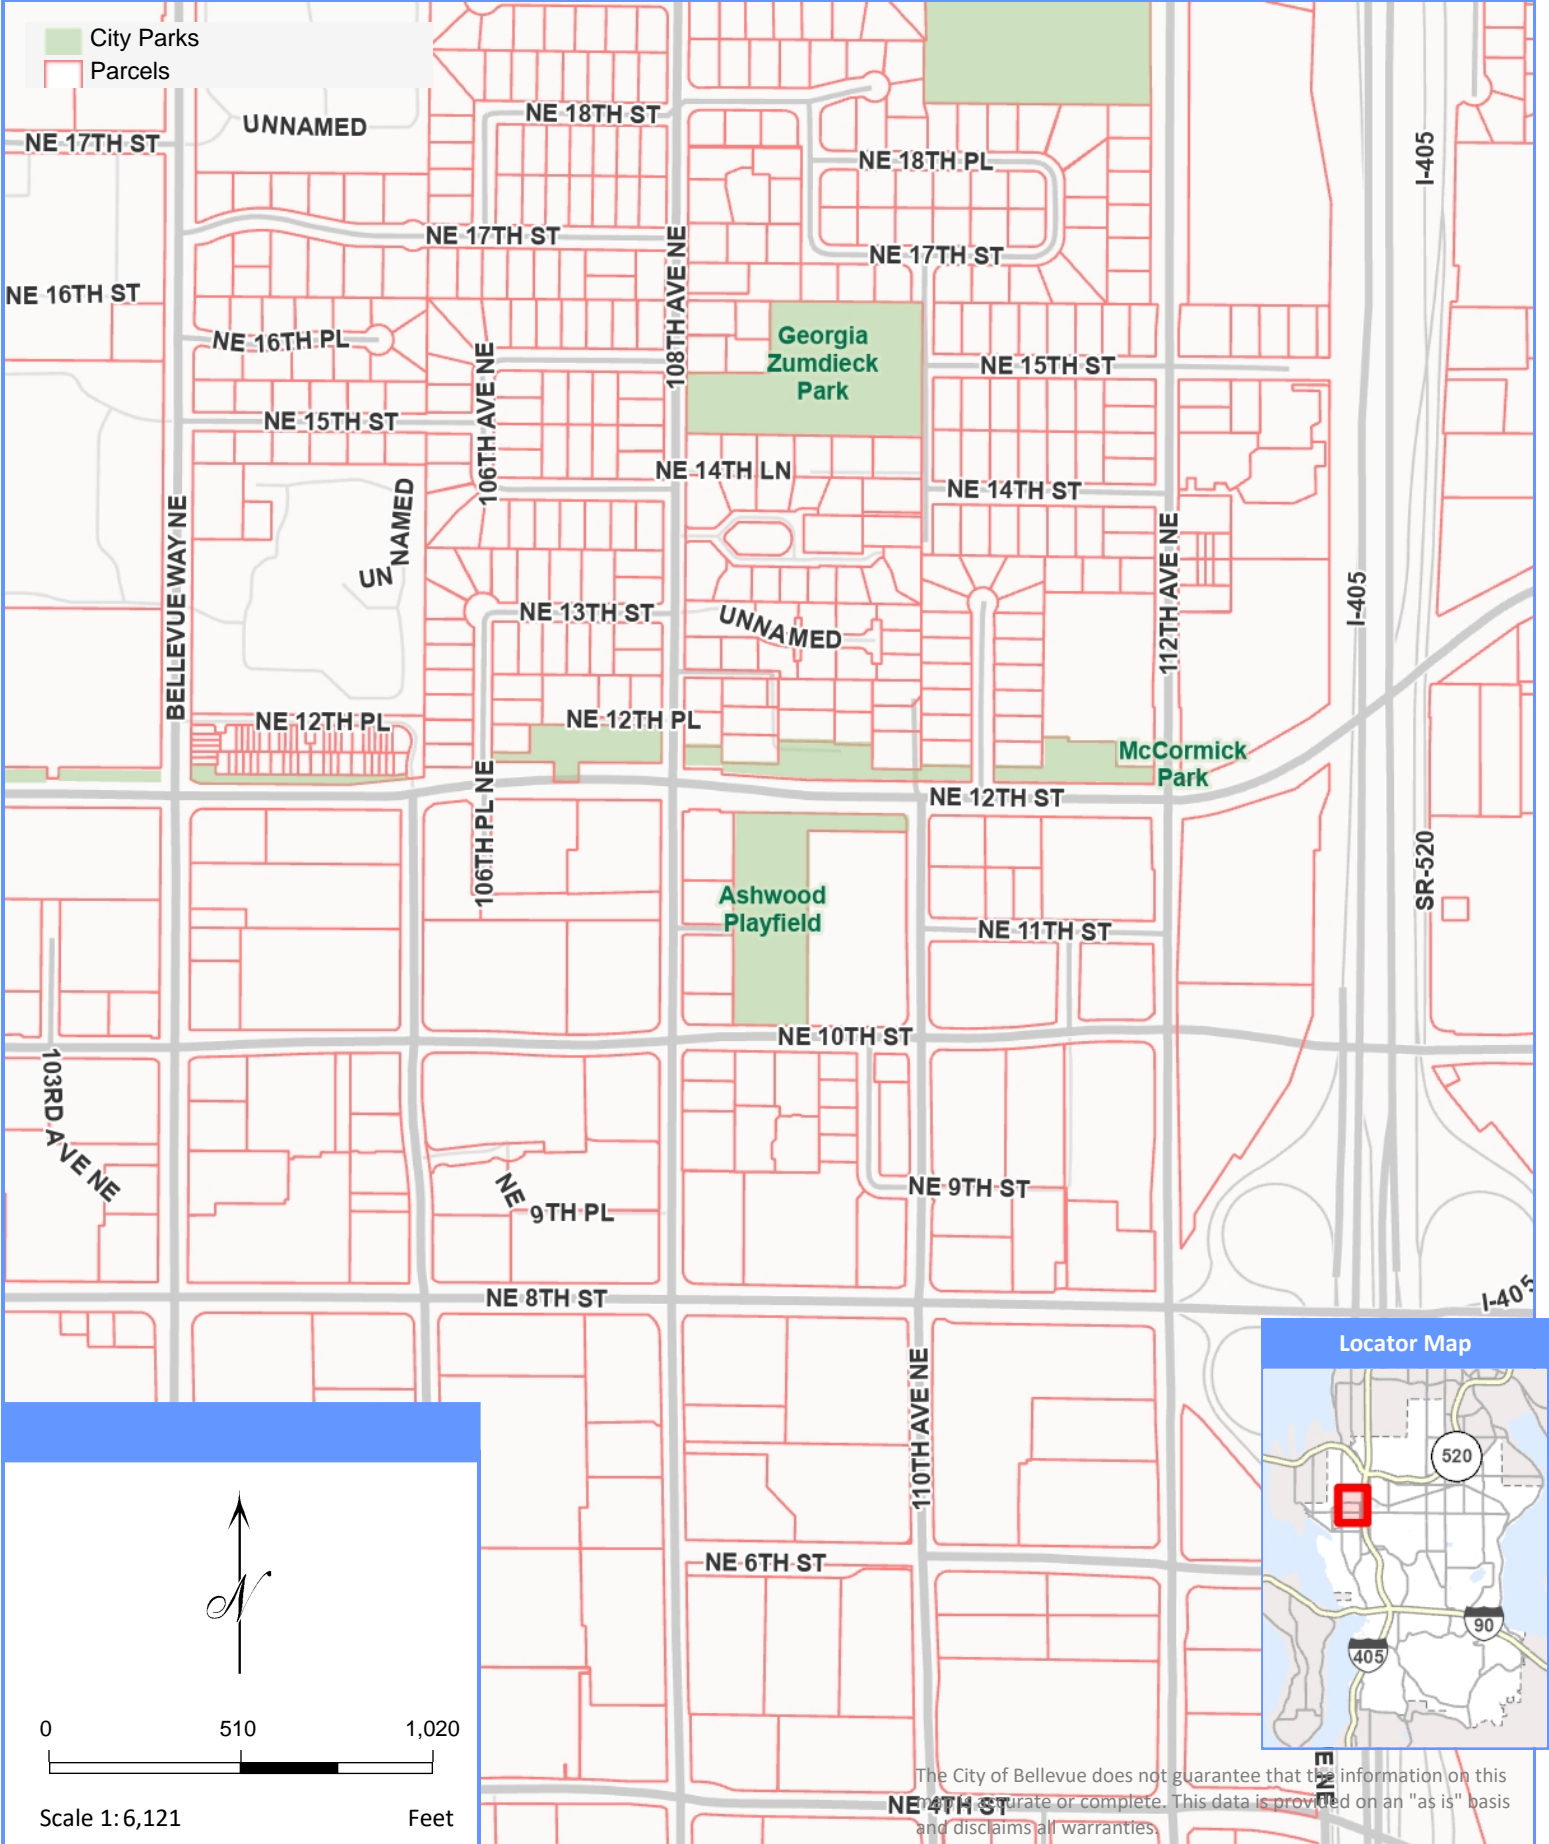 City Parks
Parcels
UNNAMED
NE 18TH ST
NE 17TH ST
NE 18TH PL
I-405
NE 17TH ST
NE 17TH ST
NE 16TH ST
108TH AVE NE
NE 16TH PL
Georgia
Zumdieck
Park
106TH AVE NE
NE 15TH ST
NE 15TH ST
NE 14TH LN
NE 14TH ST
UNNAMED
BELLEVUE WAY NE
112TH AVE NE
I-405
NE 13TH ST
UNNAMED
NE 12TH PL
NE 12TH PL
McCormick
Park
NE 12TH ST
106TH PL NE
SR-520
Ashwood
Playfield
NE 11TH ST
NE 10TH ST
103RD AVE NE
NE 9TH ST
NE 9TH PL
NE 8TH ST
I-405
Locator Map
110TH AVE NE
520
NE 6TH ST
90
405
N
0 510 1,020
Scale 1: 6,121 Feet
E NE
NE 4TH ST
The City of Bellevue does not guarantee that the information on this
map is accurate or complete. This data is provided on an "as is" basis
and disclaims all warranties.